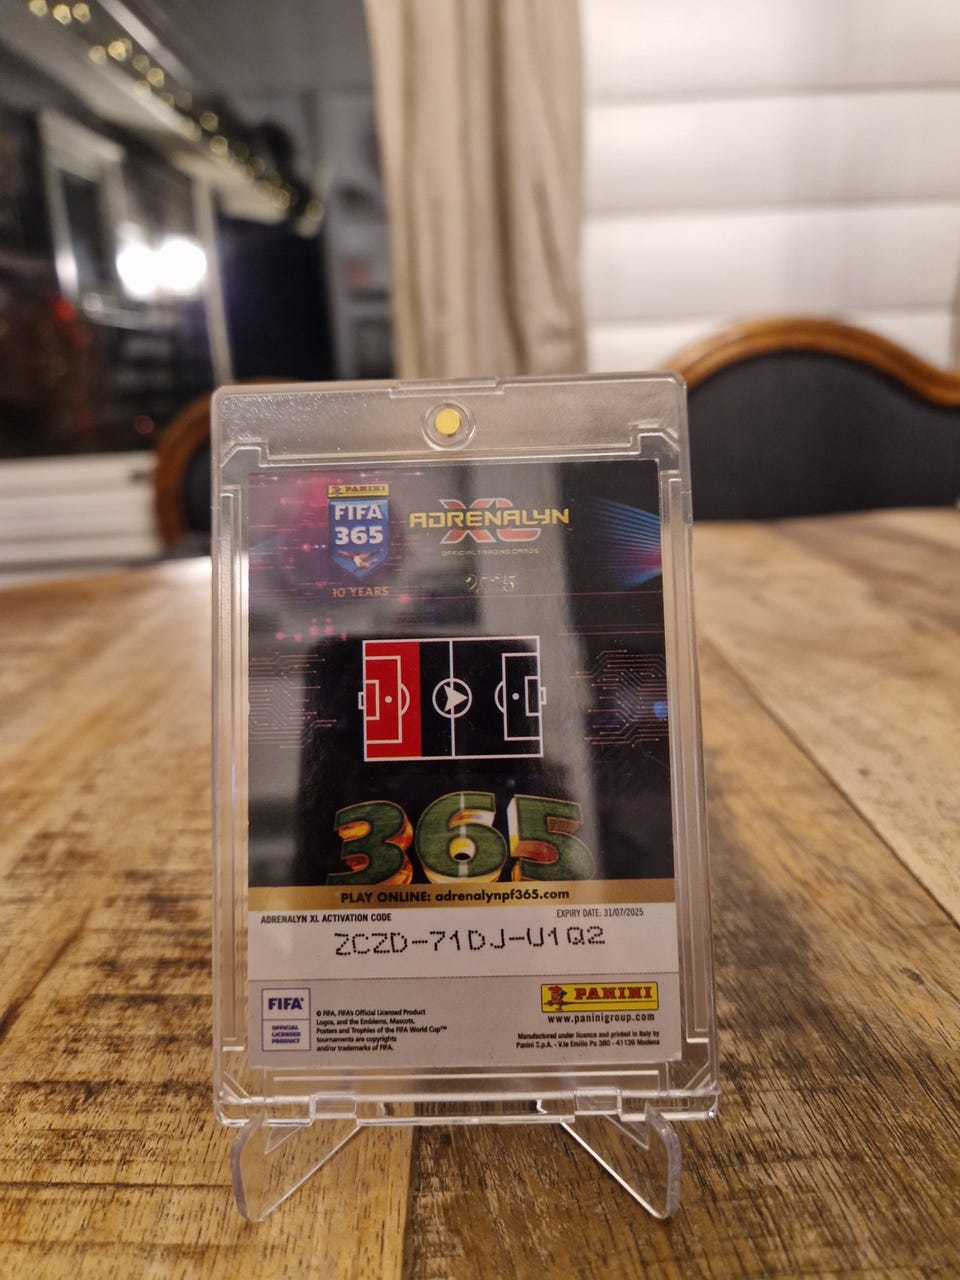 PANINI
FIFA
365
10 YEARS
ADRENALYN
XL
OFFICIAL TRADING CARDS
2025
365
PLAY ONLINE: adrenalynpf365.com
ADRENALYN XL ACTIVATION CODE
EXPIRY DATE: 31/07/2025
ZCZD-71DJ-U1Q2
FIFA®
OFFICIAL
LICENSED
PRODUCT
© FIFA, FIFA's Official Licensed Product
Logos, and the Emblems, Mascots,
Posters and Trophies of the FIFA World Cup™
tournaments are copyrights
and/or trademarks of FIFA.
PANINI
www.paninigroup.com
Manufactured under licence and printed in Italy by
Panini S.p.A. - V.le Emilio Po 380 - 41126 Modena